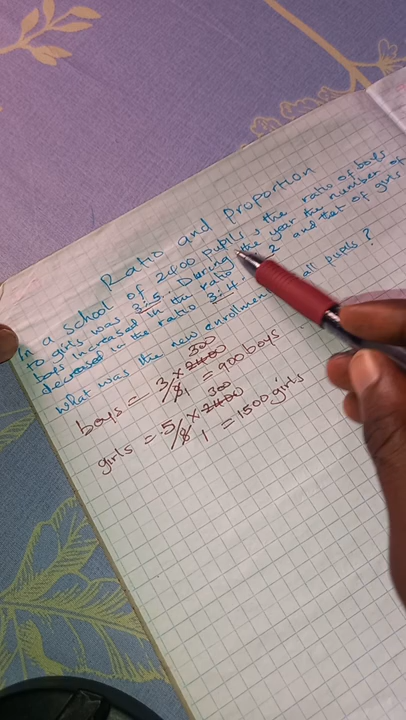 Ratio and Proportion
In a school of 2400 pupils, the ratio of boys
to girls was 3:5. During the year the number of
boys increased in the ratio 2 and that of girls
decreased in the ratio 3:4.
What was the new enrolmen all pupils?
boys = 3/8 1 × 2400 300 = 900 boys
girls = 5/8 1 × 2400 300 = 1500 girls